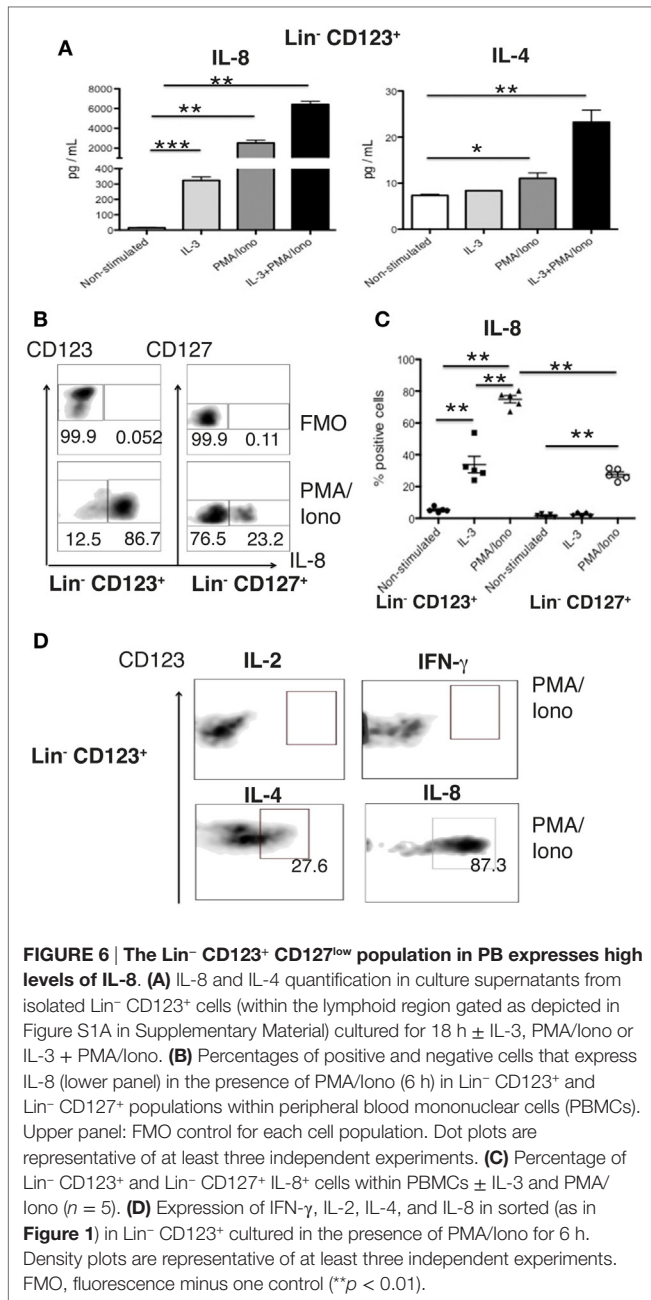 Lin⁻ CD123⁺
A
IL-8
**
**
***
pg / mL
8000
6000
4000
2000
400
300
200
100
0
Non-stimulated
IL-3
PMA/Iono
IL-3+PMA/Iono
IL-4
**
*
pg / mL
30
20
10
0
Non-stimulated
IL-3
PMA/Iono
IL-3+PMA/Iono
B
CD123 CD127
99.9 0.052 99.9 0.11 FMO
12.5 86.7 76.5 23.2 PMA/
Iono
IL-8
Lin⁻ CD123⁺ Lin⁻ CD127⁺
C
IL-8
** **
**
** **
% positive cells
100
80
60
40
20
0
Non-stimulated
IL-3
PMA/Iono
Non-stimulated
IL-3
PMA/Iono
Lin⁻ CD123⁺ Lin⁻ CD127⁺
D
CD123
IL-2 IFN-γ
PMA/
Iono
Lin⁻ CD123⁺
IL-4 IL-8
PMA/
Iono
27.6 87.3
FIGURE 6 | The Lin⁻ CD123⁺ CD127ˡᵒʷ population in PB expresses high
levels of IL-8. (A) IL-8 and IL-4 quantification in culture supernatants from
isolated Lin⁻ CD123⁺ cells (within the lymphoid region gated as depicted in
Figure S1A in Supplementary Material) cultured for 18 h ± IL-3, PMA/Iono or
IL-3 + PMA/Iono. (B) Percentages of positive and negative cells that express
IL-8 (lower panel) in the presence of PMA/Iono (6 h) in Lin⁻ CD123⁺ and
Lin⁻ CD127⁺ populations within peripheral blood mononuclear cells (PBMCs).
Upper panel: FMO control for each cell population. Dot plots are
representative of at least three independent experiments. (C) Percentage of
Lin⁻ CD123⁺ and Lin⁻ CD127⁺ IL-8⁺ cells within PBMCs ± IL-3 and PMA/
Iono (n = 5). (D) Expression of IFN-γ, IL-2, IL-4, and IL-8 in sorted (as in
Figure 1) in Lin⁻ CD123⁺ cultured in the presence of PMA/Iono for 6 h.
Density plots are representative of at least three independent experiments.
FMO, fluorescence minus one control (**p < 0.01).